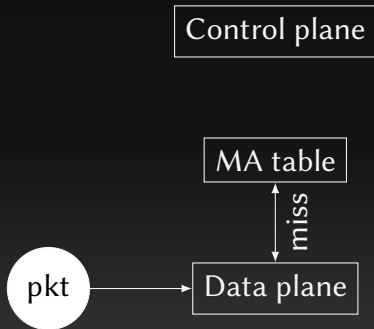 Control plane
MA table
miss
pkt
Data plane